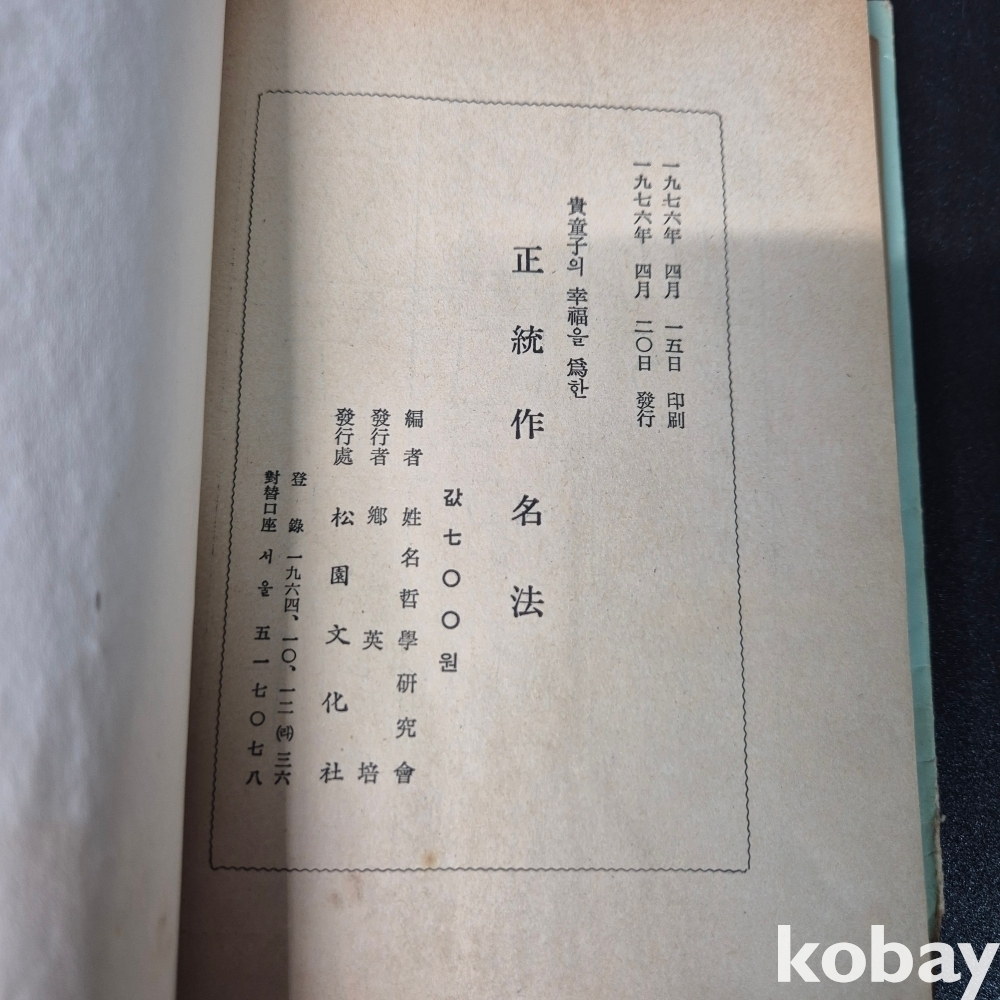 一九七六年 四月 一五日 印刷
一九七六年 四月 二〇日 發行
貴童子의 幸福을 爲한
正統作名法
값 七〇〇원
編者 姓名哲學研究會
發行者 鄕英培
發行處 松園文化社
登錄 一九六四、一〇、一二 (라) 三六
對替口座 서울 五一七〇七八
kobay